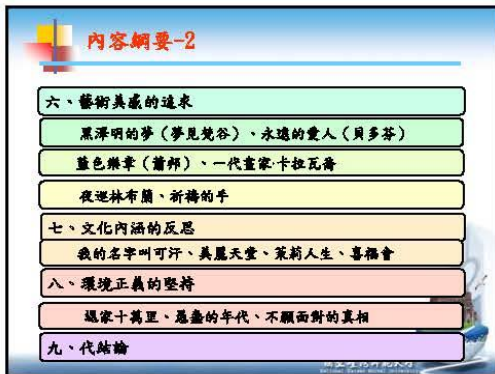 內容綱要-2
六、藝術美感的追求
黑澤明的夢（夢見梵谷）、永遠的愛人（貝多芬）
藍色樂章（蕭邦）、一代畫家‧卡拉瓦喬
夜巡林布蘭、祈禱的手
七、文化內涵的反思
我的名字叫可汗、美麗天堂、茉莉人生、喜福會
八、環境正義的堅持
返家十萬里、愚蠢的年代、不願面對的真相
九、代結論